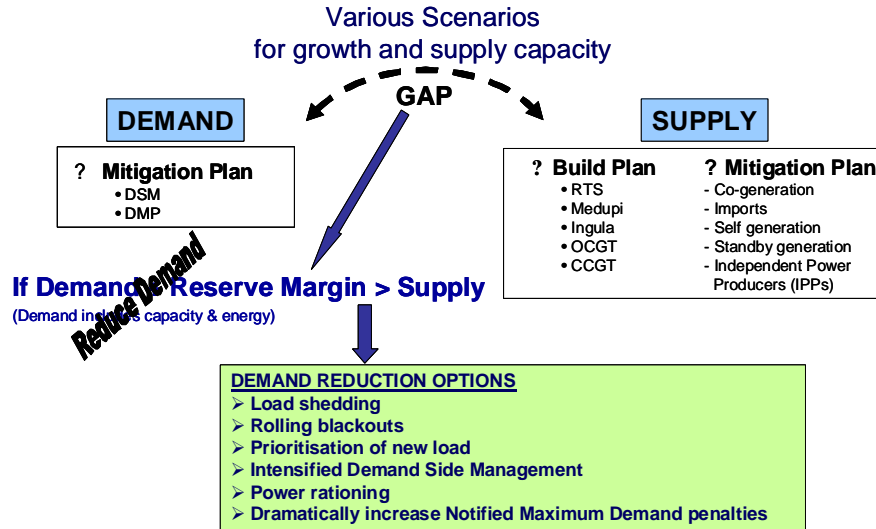 Various Scenarios
for growth and supply capacity
GAP
DEMAND
? Mitigation Plan
• DSM
• DMP
SUPPLY
? Build Plan
• RTS
• Medupi
• Ingula
• OCGT
• CCGT
? Mitigation Plan
- Co-generation
- Imports
- Self generation
- Standby generation
- Independent Power
Producers (IPPs)
Reduce Demand
If Demand Reserve Margin > Supply
(Demand includes capacity & energy)
DEMAND REDUCTION OPTIONS
➢ Load shedding
➢ Rolling blackouts
➢ Prioritisation of new load
➢ Intensified Demand Side Management
➢ Power rationing
➢ Dramatically increase Notified Maximum Demand penalties